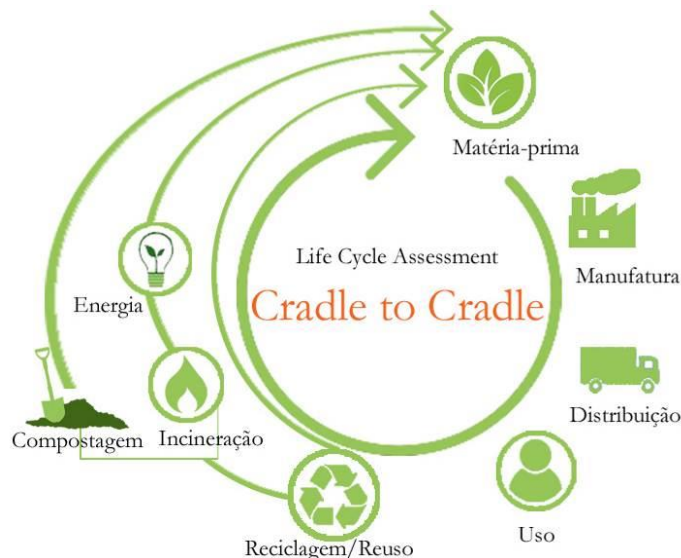 Matéria-prima
Life Cycle Assessment
Cradle to Cradle
Manufatura
Energia
Distribuição
Compostagem
Incineração
Uso
Reciclagem/Reuso